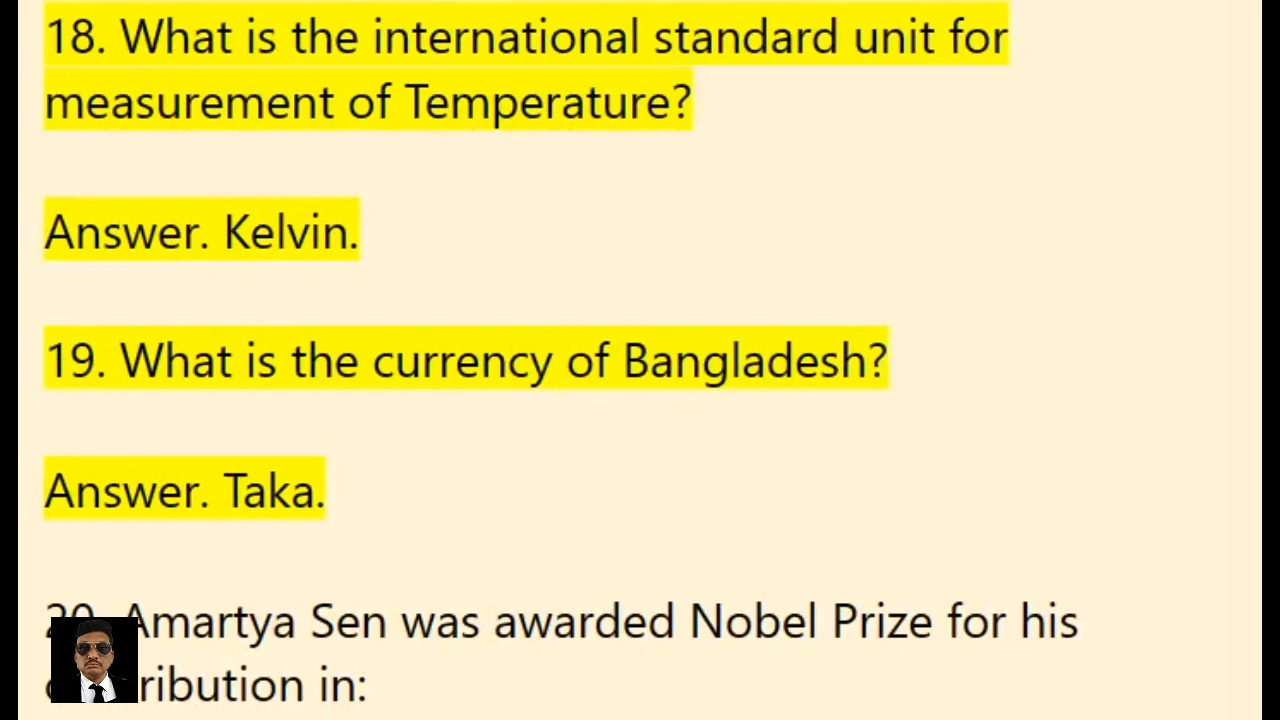 18. What is the international standard unit for
measurement of Temperature?
Answer. Kelvin.
19. What is the currency of Bangladesh?
Answer. Taka.
20. Amartya Sen was awarded Nobel Prize for his
in: